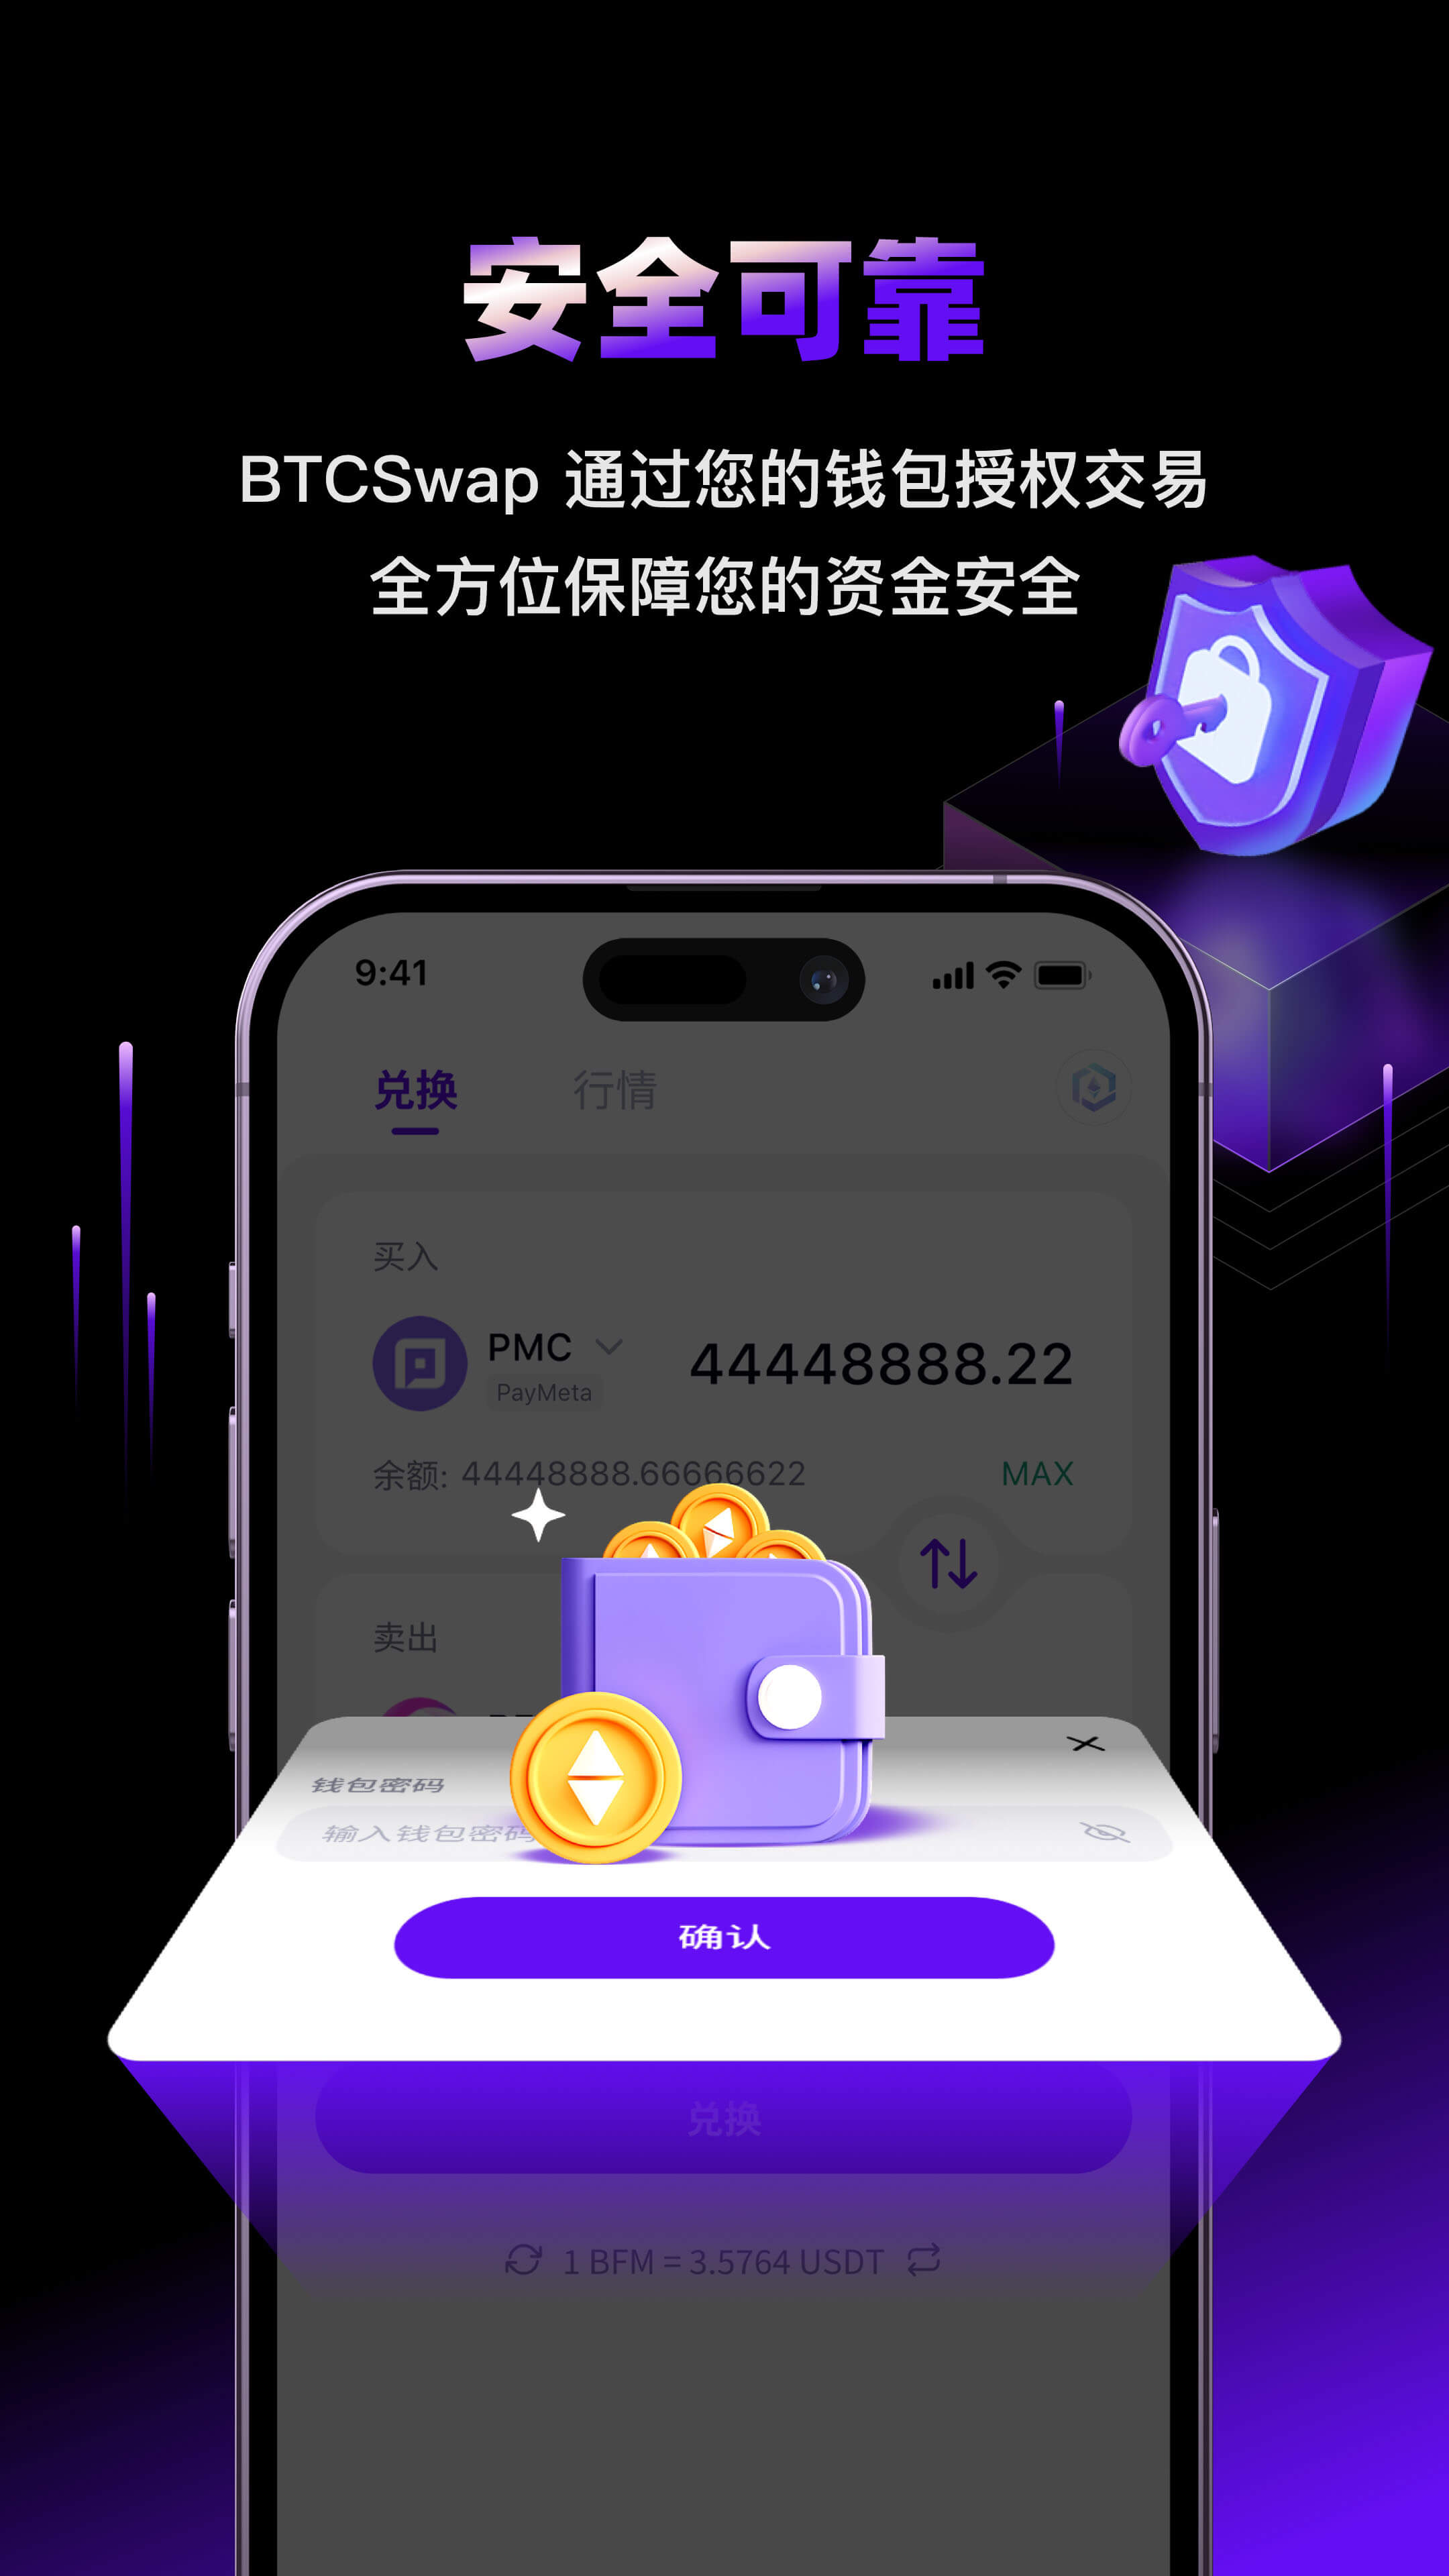 安全可靠
BTCSwap 通过您的钱包授权交易
全方位保障您的资金安全
9:41
兑换 行情
买入
PMC 44448888.22
PayMeta
余额: 44448888.66666622 MAX
卖出
钱包密码
输入钱包密码
确认
兑换
1 BFM = 3.5764 USDT